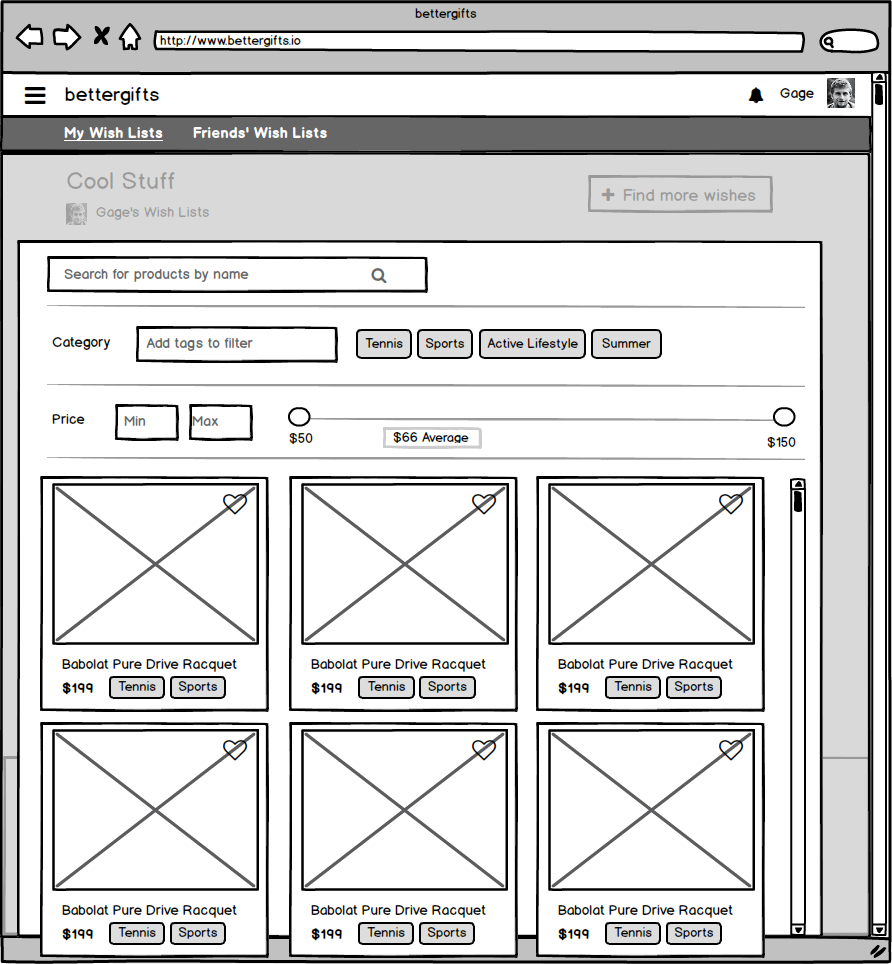 bettergifts
http://www.bettergifts.io
bettergifts Gage
My Wish Lists Friends' Wish Lists
Cool Stuff
Gage's Wish Lists
+ Find more wishes
Search for products by name
Category Add tags to filter Tennis Sports Active Lifestyle Summer
Price Min Max
$50 $66 Average $150
Babolat Pure Drive Racquet Babolat Pure Drive Racquet Babolat Pure Drive Racquet
$199 Tennis Sports $199 Tennis Sports $199 Tennis Sports
Babolat Pure Drive Racquet Babolat Pure Drive Racquet Babolat Pure Drive Racquet
$199 Tennis Sports $199 Tennis Sports $199 Tennis Sports